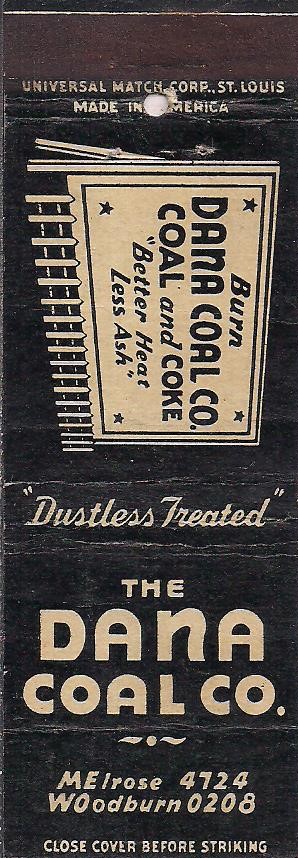 UNIVERSAL MATCH CORP., ST. LOUIS
MADE IN AMERICA
Burn
DANA COAL CO.
COAL and COKE
"Better Heat
Less Ash"
"Dustless Treated"
THE
DANA
COAL CO.
MElrose 4724
WOodburn 0208
CLOSE COVER BEFORE STRIKING